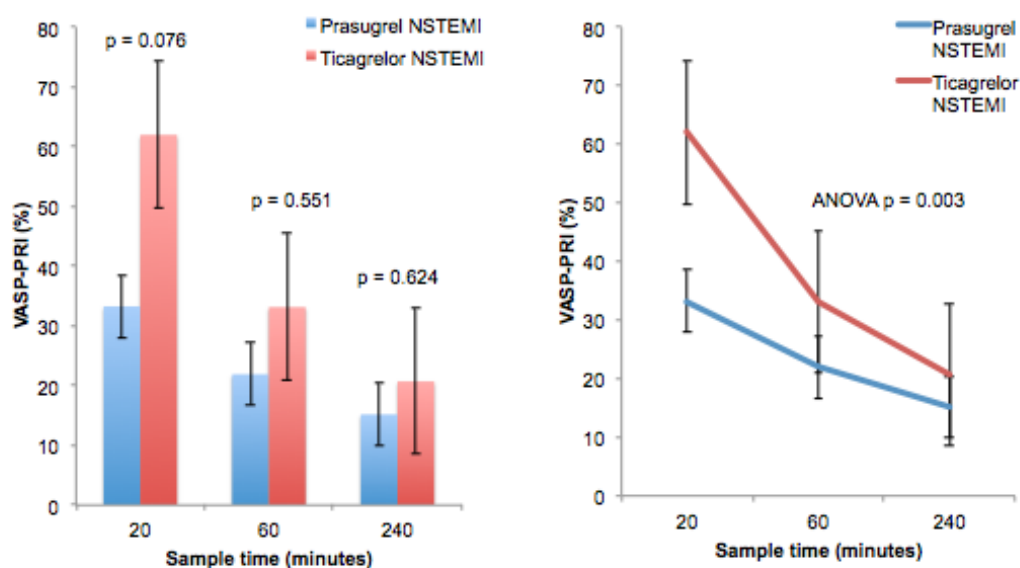 Prasugrel NSTEMI
Ticagrelor NSTEMI
80
70
60
50
40
30
20
10
0
VASP-PRI (%)
p = 0.076
p = 0.551
p = 0.624
20
60
240
Sample time (minutes)
Prasugrel
NSTEMI
Ticagrelor
NSTEMI
80
70
60
50
40
30
20
10
0
VASP-PRI (%)
ANOVA p = 0.003
20
60
240
Sample time (minutes)